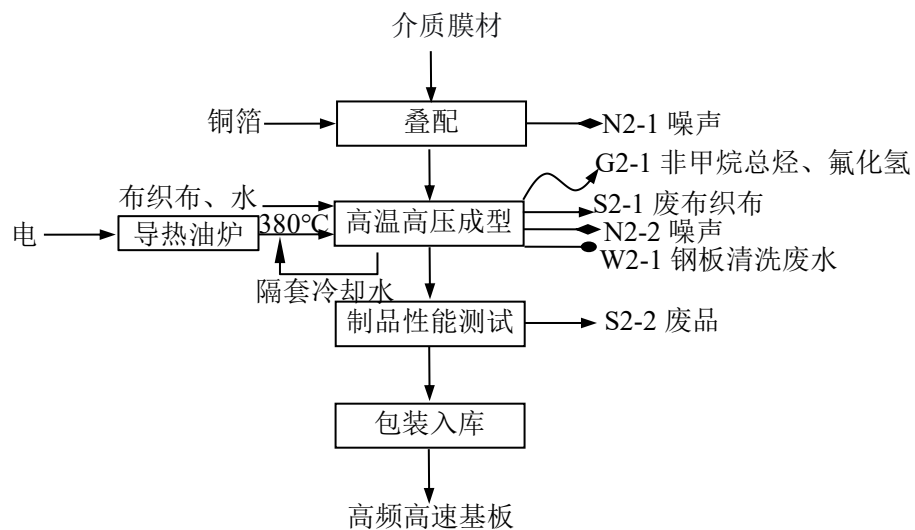 介质膜材
铜箔
叠配
N2-1 噪声
G2-1 非甲烷总烃、氟化氢
布织布、水
S2-1 废布织布
电
导热油炉
380℃
高温高压成型
N2-2 噪声
W2-1 钢板清洗废水
隔套冷却水
制品性能测试
S2-2 废品
包装入库
高频高速基板